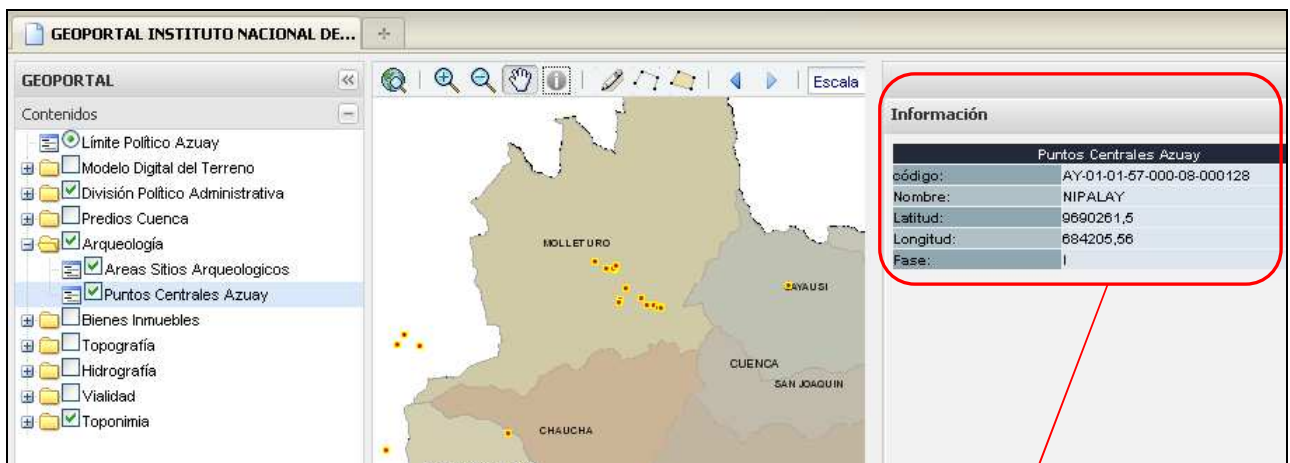 GEOPORTAL INSTITUTO NACIONAL DE...
GEOPORTAL
Contenidos
Límite Político Azuay
Modelo Digital del Terreno
División Político Administrativa
Predios Cuenca
Arqueología
Areas Sitios Arqueologicos
Puntos Centrales Azuay
Bienes Inmuebles
Topografía
Hidrografía
Vialidad
Toponimia
Escala
MOLLETURO
SAYAUSI
CUENCA
SAN JOAQUIN
CHAUCHA
Información
Puntos Centrales Azuay
código: AY-01-01-57-000-08-000128
Nombre: NIPALAY
Latitud: 9690261,5
Longitud: 684205,56
Fase: I